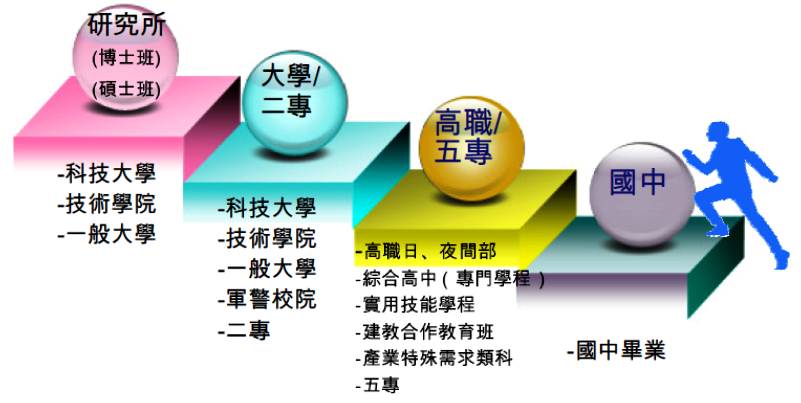 研究所
(博士班)
(碩士班)
-科技大學
-技術學院
-一般大學
大學/
二專
-科技大學
-技術學院
-一般大學
-軍警校院
-二專
高職/
五專
-高職日、夜間部
-綜合高中（專門學程）
-實用技能學程
-建教合作教育班
-產業特殊需求類科
-五專
國中
-國中畢業